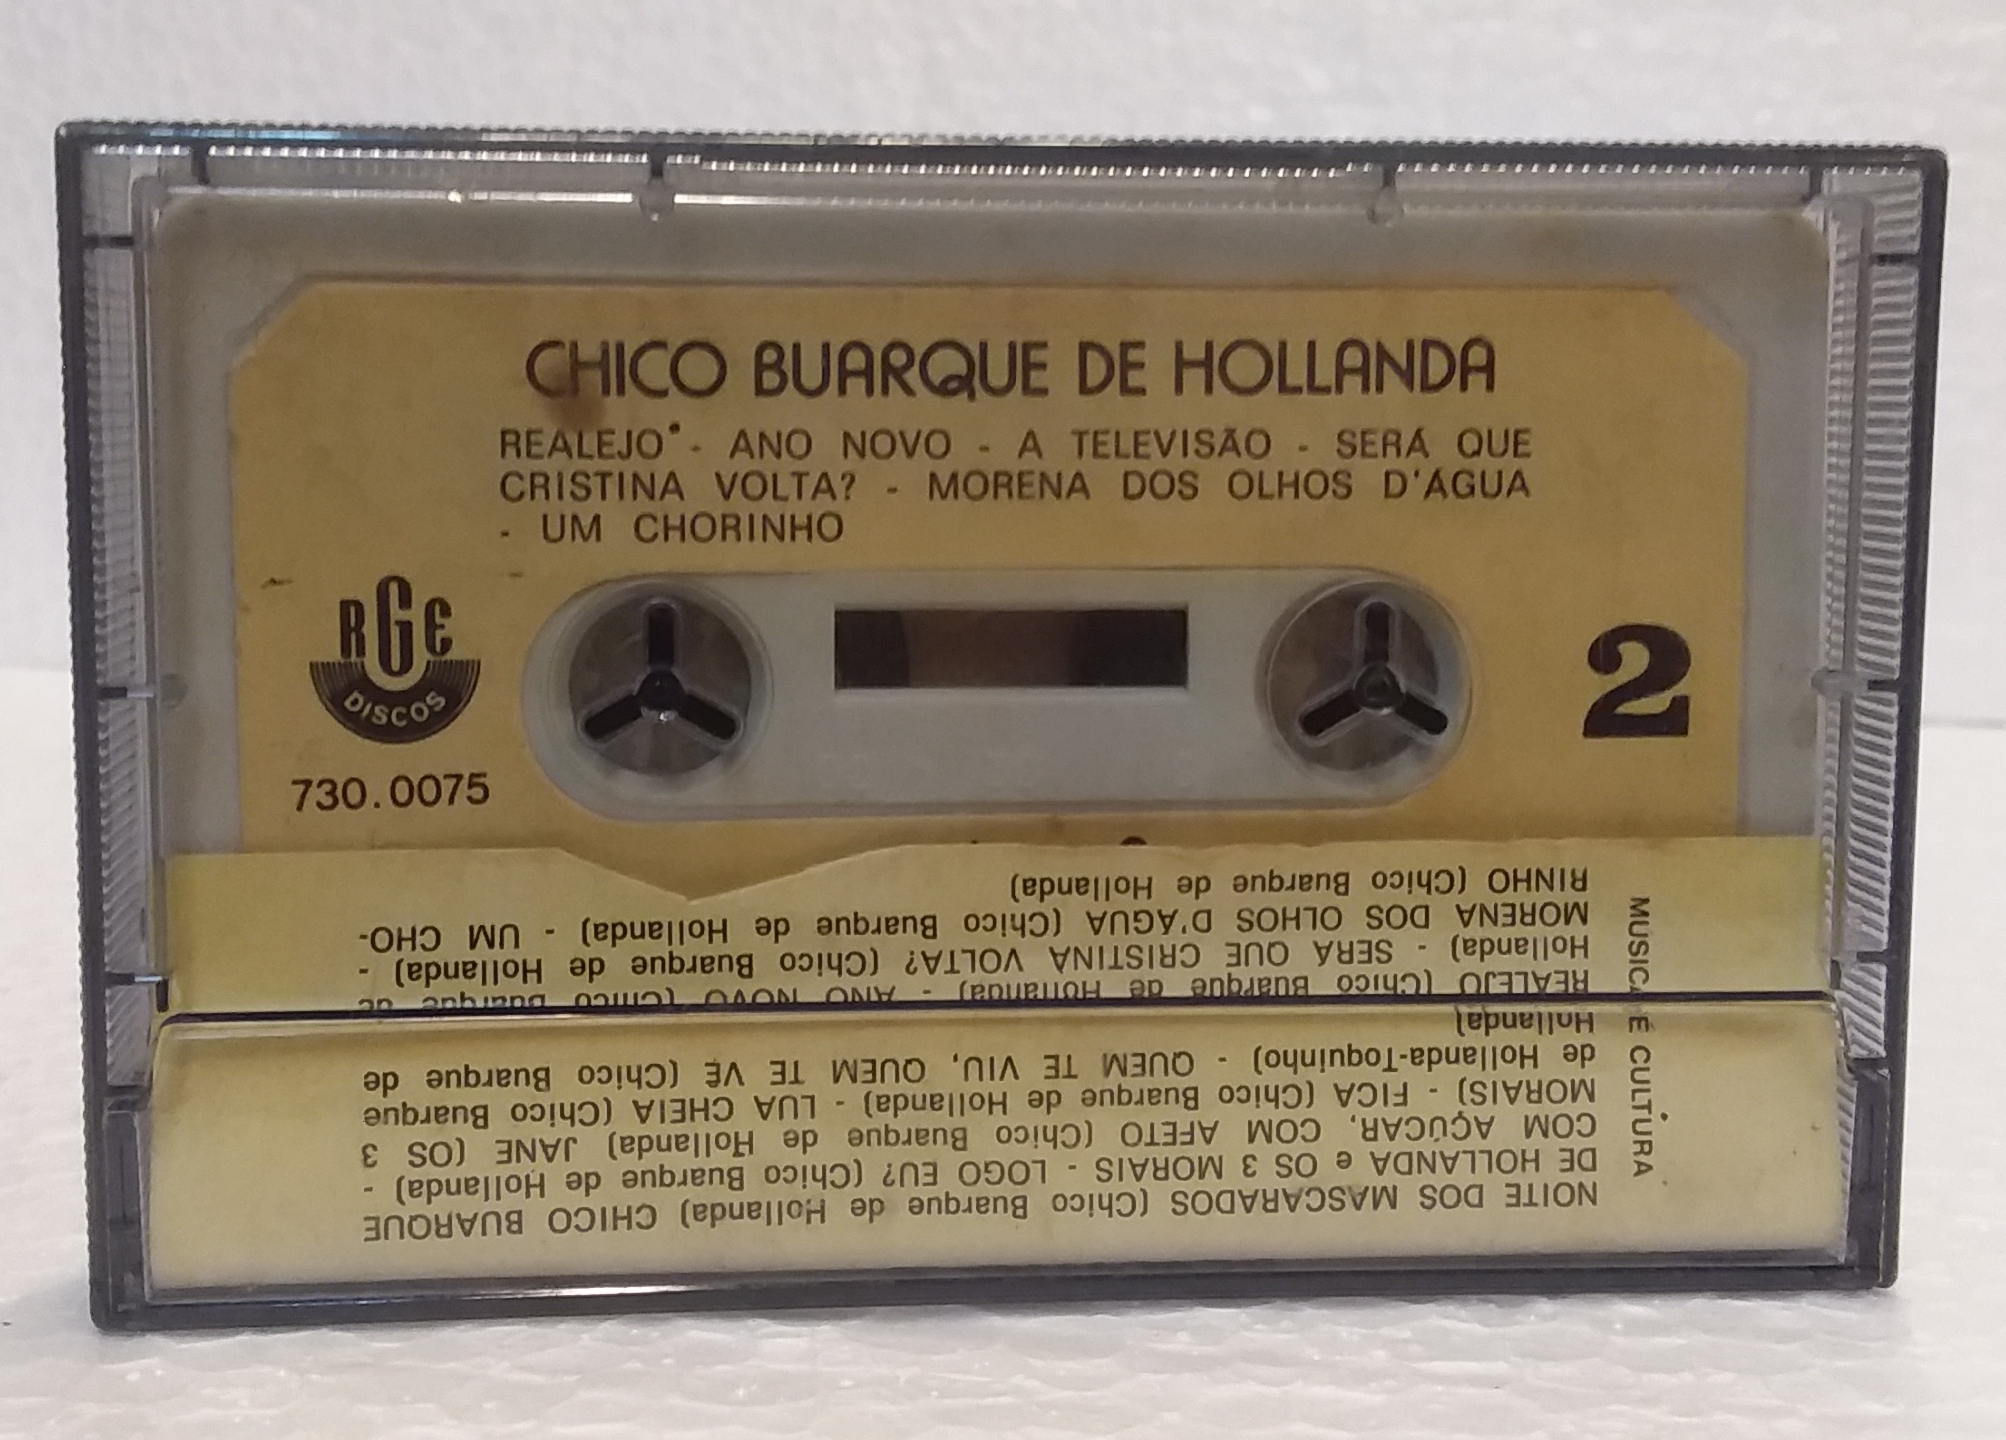 CHICO BUARQUE DE HOLLANDA
REALEJO - ANO NOVO - A TELEVISÃO - SERÁ QUE
CRISTINA VOLTA? - MORENA DOS OLHOS D'ÁGUA
- UM CHORINHO
RGE
DISCOS
730.0075
2
NOITE DOS MASCARADOS (Chico Buarque de Hollanda) CHICO BUARQUE
DE HOLLANDA e OS 3 MORAIS - LOGO EU? (Chico Buarque de Hollanda) -
COM AÇÚCAR, COM AFETO (Chico Buarque de Hollanda) JANE (OS 3
MORAIS) - FICA (Chico Buarque de Hollanda) - LUA CHEIA (Chico Buarque
de Hollanda-Toquinho) - QUEM TE VIU, QUEM TE VÊ (Chico Buarque de
Hollanda)
REALEJO (Chico Buarque de Hollanda) - ANO NOVO (Chico Buarque de
Hollanda) - SERÁ QUE CRISTINA VOLTA? (Chico Buarque de Hollanda) -
MORENA DOS OLHOS D'ÁGUA (Chico Buarque de Hollanda) - UM CHO-
RINHO (Chico Buarque de Hollanda)
MÚSICA É CULTURA